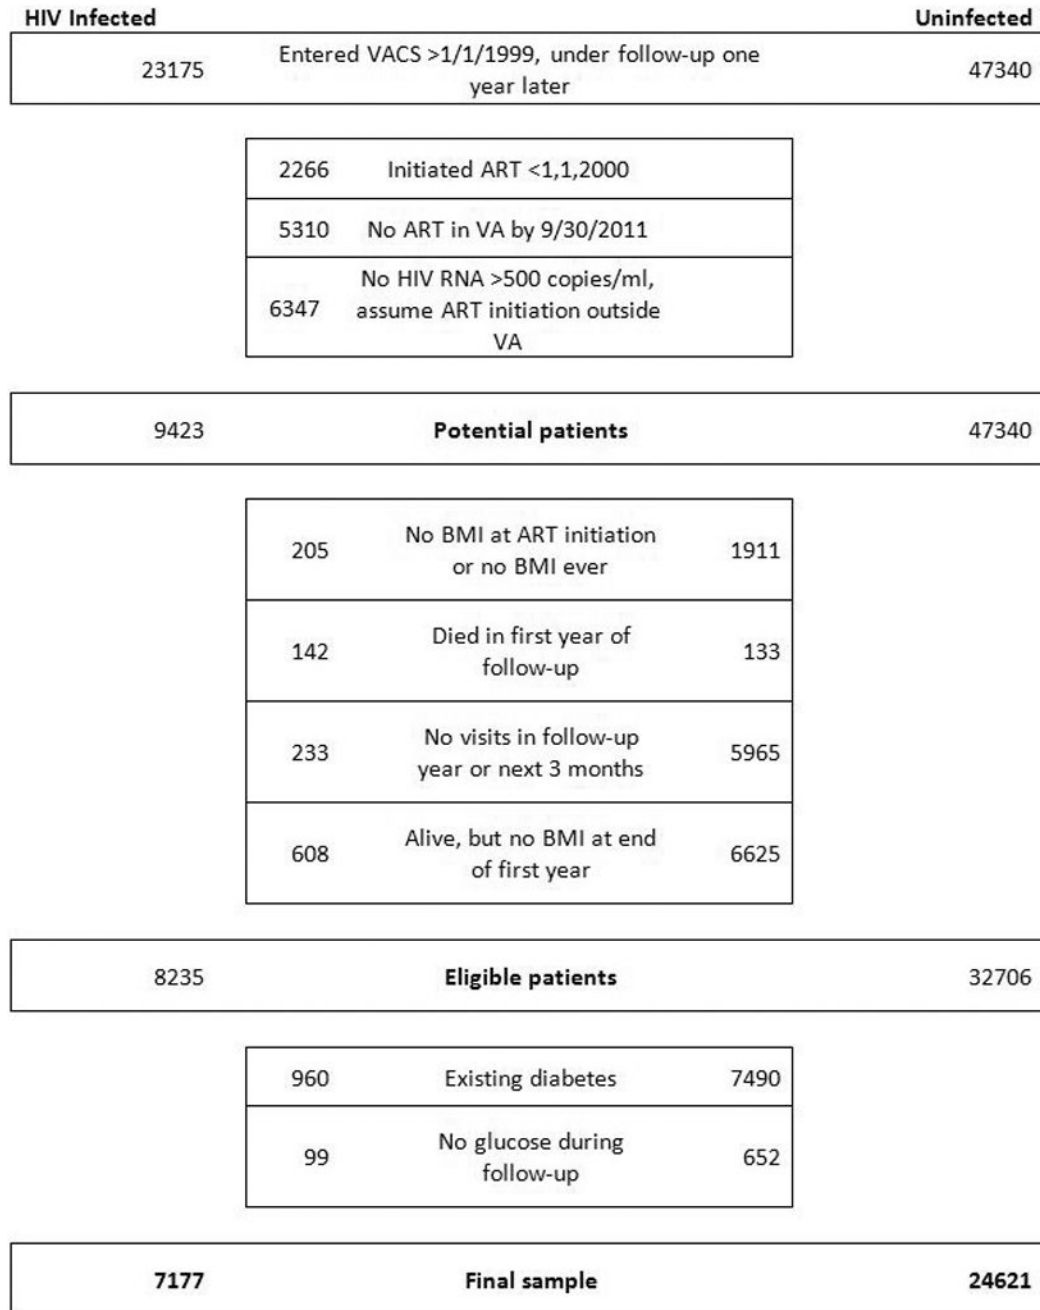 HIV Infected Uninfected
23175 Entered VACS >1/1/1999, under follow-up one 47340
year later
2266 Initiated ART <1,1,2000
5310 No ART in VA by 9/30/2011
No HIV RNA >500 copies/ml,
6347 assume ART initiation outside
VA
9423 Potential patients 47340
No BMI at ART initiation
205 or no BMI ever 1911
Died in first year of
142 follow-up 133
No visits in follow-up
233 year or next 3 months 5965
Alive, but no BMI at end
608 of first year 6625
8235 Eligible patients 32706
960 Existing diabetes 7490
No glucose during
99 follow-up 652
7177 Final sample 24621